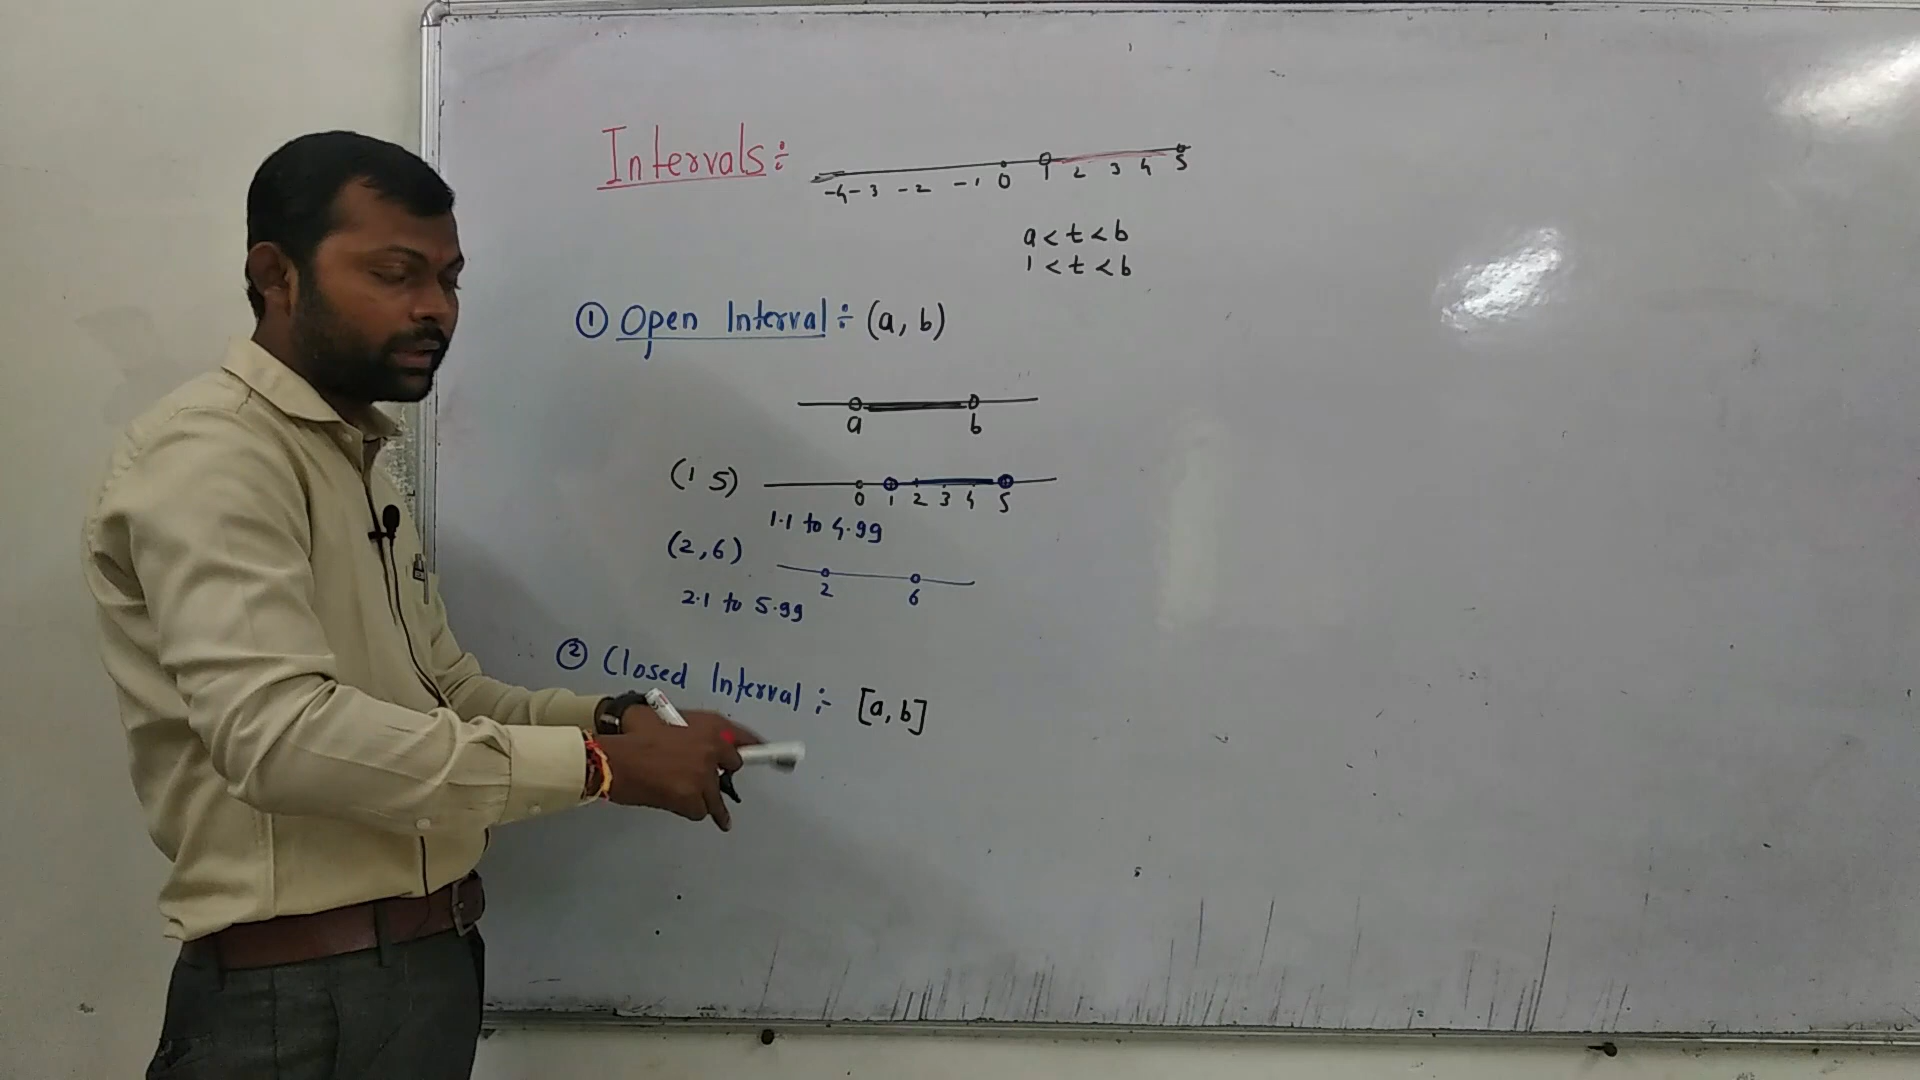 Intervals:-
-4 -3 -2 -1 0 1 2 3 4 5
a < t < b
1 < t < b
① Open Interval :- (a, b)
a b
(1 5)
0 1 2 3 4 5
1.1 to 4.99
(2,6)
2 6
2.1 to 5.99
② Closed Interval :- [a, b]